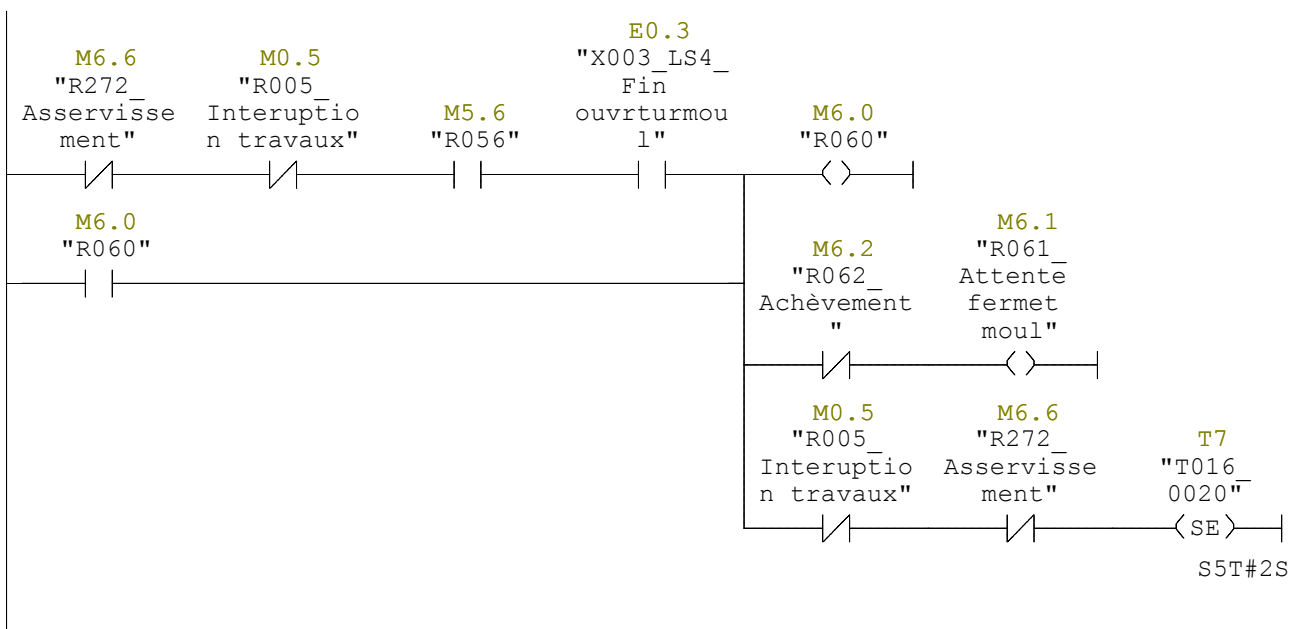 E0.3
M6.6
M0.5
"X003_LS4_
"R272_
"R005_
Fin
Asservisse
Interuptio
M5.6
ouvrturmou
M6.0
ment"
n travaux"
"R056"
l"
"R060"
M6.0
"R060"
M6.1
M6.2
"R061_
"R062_
Attente
Achèvement
fermet
"
moul"
M0.5
M6.6
"R005_
"R272_
T7
Interuptio
Asservisse
"T016_
n travaux"
ment"
0020"
SE
S5T#2S